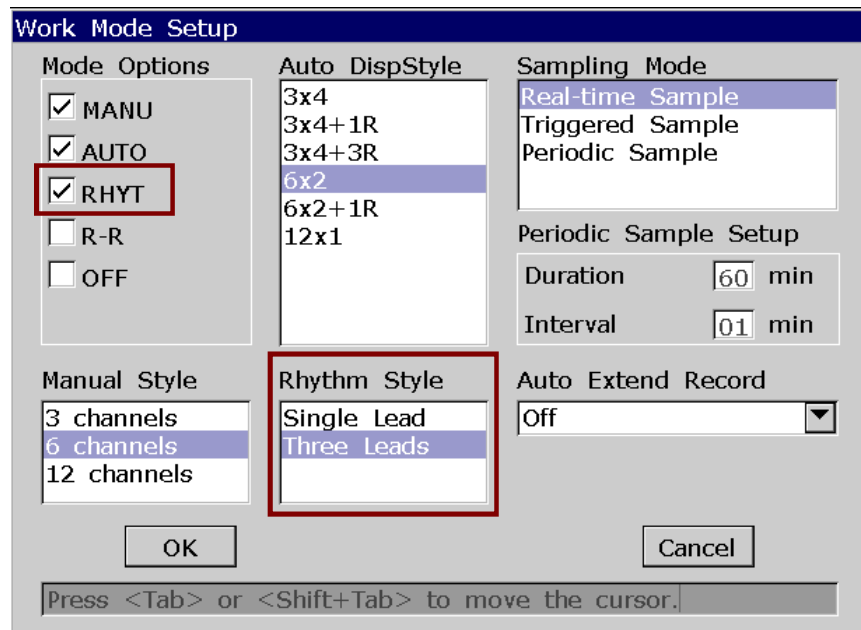 Work Mode Setup
Mode Options
MANU
AUTO
RHYT
R-R
OFF
Auto DispStyle
3x4
3x4+1R
3x4+3R
6x2
6x2+1R
12x1
Sampling Mode
Real-time Sample
Triggered Sample
Periodic Sample
Periodic Sample Setup
Duration 60 min
Interval 01 min
Manual Style
3 channels
6 channels
12 channels
Rhythm Style
Single Lead
Three Leads
Auto Extend Record
Off
OK
Cancel
Press <Tab> or <Shift+Tab> to move the cursor.